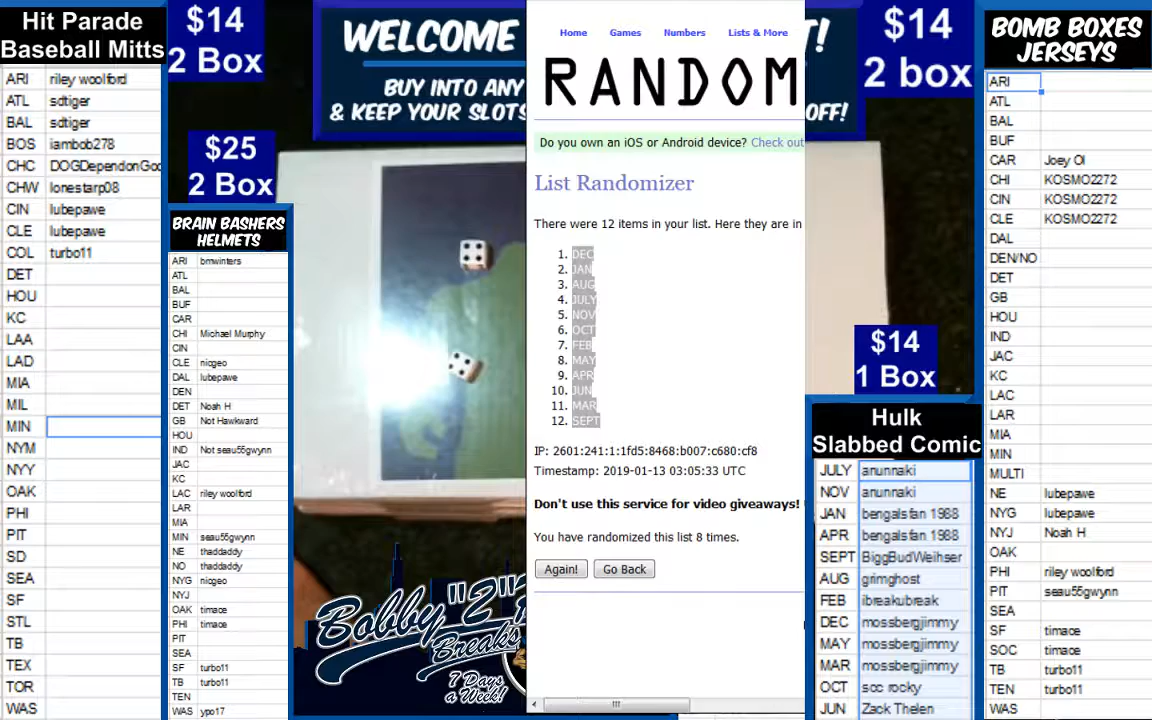 Hit Parade
Baseball Mitts
ARI riley woolford
ATL sdtiger
BAL sdtiger
BOS iambob278
CHC DOGDependonGoo
CHW lonestarp08
CIN lubepawe
CLE lubepawe
COL turbo11
DET
HOU
KC
LAA
LAD
MIA
MIL
MIN
NYM
NYY
OAK
PHI
PIT
SD
SEA
SF
STL
TB
TEX
TOR
WAS
$14
2 Box
$25
2 Box
BRAIN BASHERS
HELMETS
ARI bmwinters
ATL
BAL
BUF
CAR
CHI Michael Murphy
CIN
CLE nicgeo
DAL lubepawe
DEN
DET Noah H
GB Not Hawkward
HOU
IND Not seau55gwynn
JAC
KC
LAC riley woolford
LAR
MIA
MIN seau55gwynn
NE thaddaddy
NO thaddaddy
NYG nicgeo
NYJ
OAK timace
PHI timace
PIT
SEA
SF turbo11
TB turbo11
TEN
WAS ypo17
WELCOME
BUY INTO ANY
& KEEP YOUR SLOTS
OFF!
Bobby "2"
Breaks
7 Days
a Week!
Home Games Numbers Lists & More
RANDOM
Do you own an iOS or Android device? Check out
List Randomizer
There were 12 items in your list. Here they are in
1. DEC
2. JAN
3. AUG
4. JULY
5. NOV
6. OCT
7. FEB
8. MAY
9. APR
10. JUN
11. MAR
12. SEPT
IP: 2601:241:1:1fd5:8468:b007:c680:cf8
Timestamp: 2019-01-13 03:05:33 UTC
Don't use this service for video giveaways!
You have randomized this list 8 times.
Again! Go Back
$14
2 box
$14
1 Box
Hulk
Slabbed Comic
JULY anunnaki
NOV anunnaki
JAN bengalsfan 1988
APR bengalsfan 1988
SEPT BiggBudWeihser
AUG grimghost
FEB ibreakubreak
DEC mossbergjimmy
MAY mossbergjimmy
MAR mossbergjimmy
OCT scc rocky
JUN Zack Thelen
BOMB BOXES
JERSEYS
ARI
ATL
BAL
BUF
CAR Joey Ol
CHI KOSMO2272
CIN KOSMO2272
CLE KOSMO2272
DAL
DEN/NO
DET
GB
HOU
IND
JAC
KC
LAC
LAR
MIA
MIN
MULTI
NE lubepawe
NYG lubepawe
NYJ Noah H
OAK
PHI riley woolford
PIT seau55gwynn
SEA
SF timace
SOC timace
TB turbo11
TEN turbo11
WAS